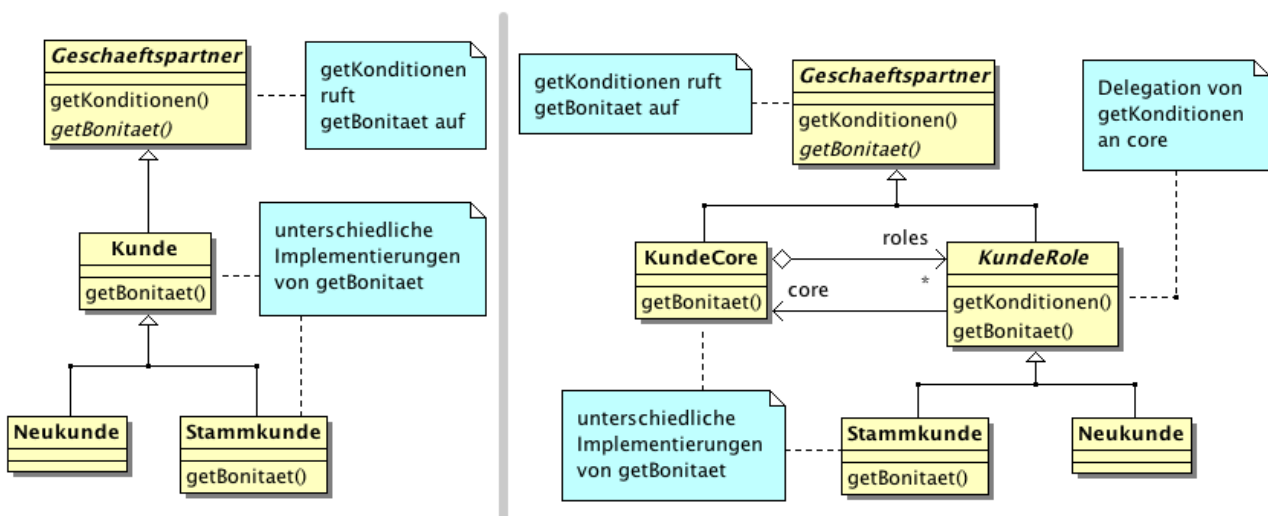 Geschaeftspartner
getKonditionen()
getBonitaet()
getKonditionen
ruft
getBonitaet auf
Kunde
getBonitaet()
unterschiedliche
Implementierungen
von getBonitaet
Neukunde
Stammkunde
getBonitaet()
getKonditionen ruft
getBonitaet auf
Geschaeftspartner
getKonditionen()
getBonitaet()
Delegation von
getKonditionen
an core
KundeCore
getBonitaet()
roles
*
core
KundeRole
getKonditionen()
getBonitaet()
unterschiedliche
Implementierungen
von getBonitaet
Stammkunde
getBonitaet()
Neukunde